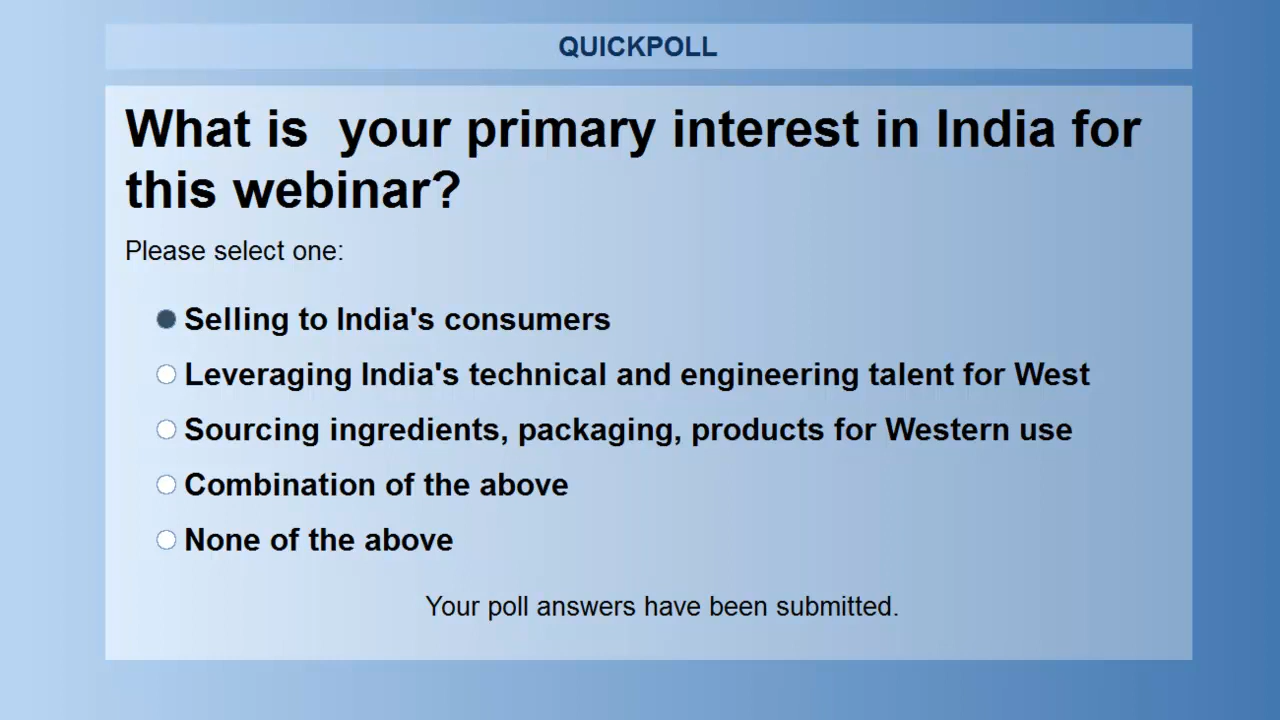 QUICKPOLL
What is  your primary interest in India for
this webinar?
Please select one:
Selling to India's consumers
Leveraging India's technical and engineering talent for West
Sourcing ingredients, packaging, products for Western use
Combination of the above
None of the above
Your poll answers have been submitted.